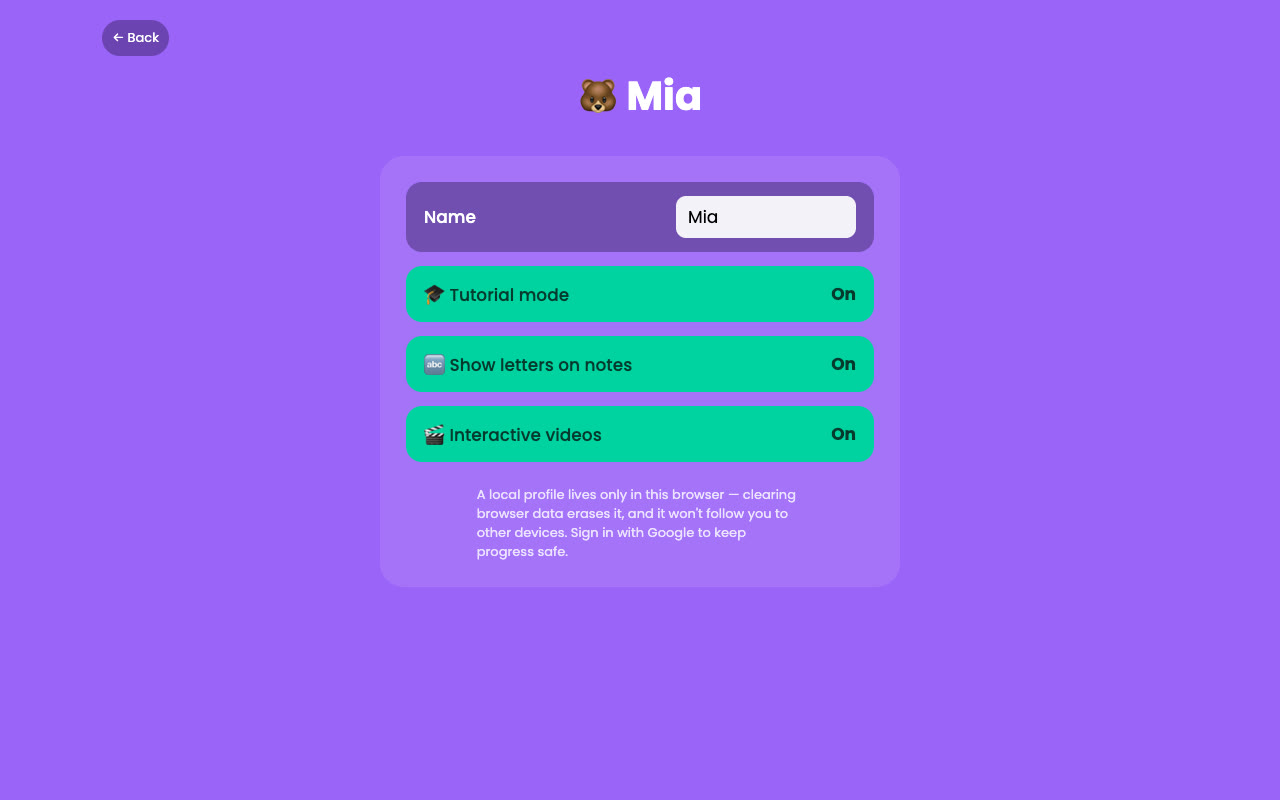 ← Back
🐻 Mia
Name
Mia
🎓 Tutorial mode
On
🔤 Show letters on notes
On
🎬 Interactive videos
On
A local profile lives only in this browser — clearing
browser data erases it, and it won't follow you to
other devices. Sign in with Google to keep
progress safe.